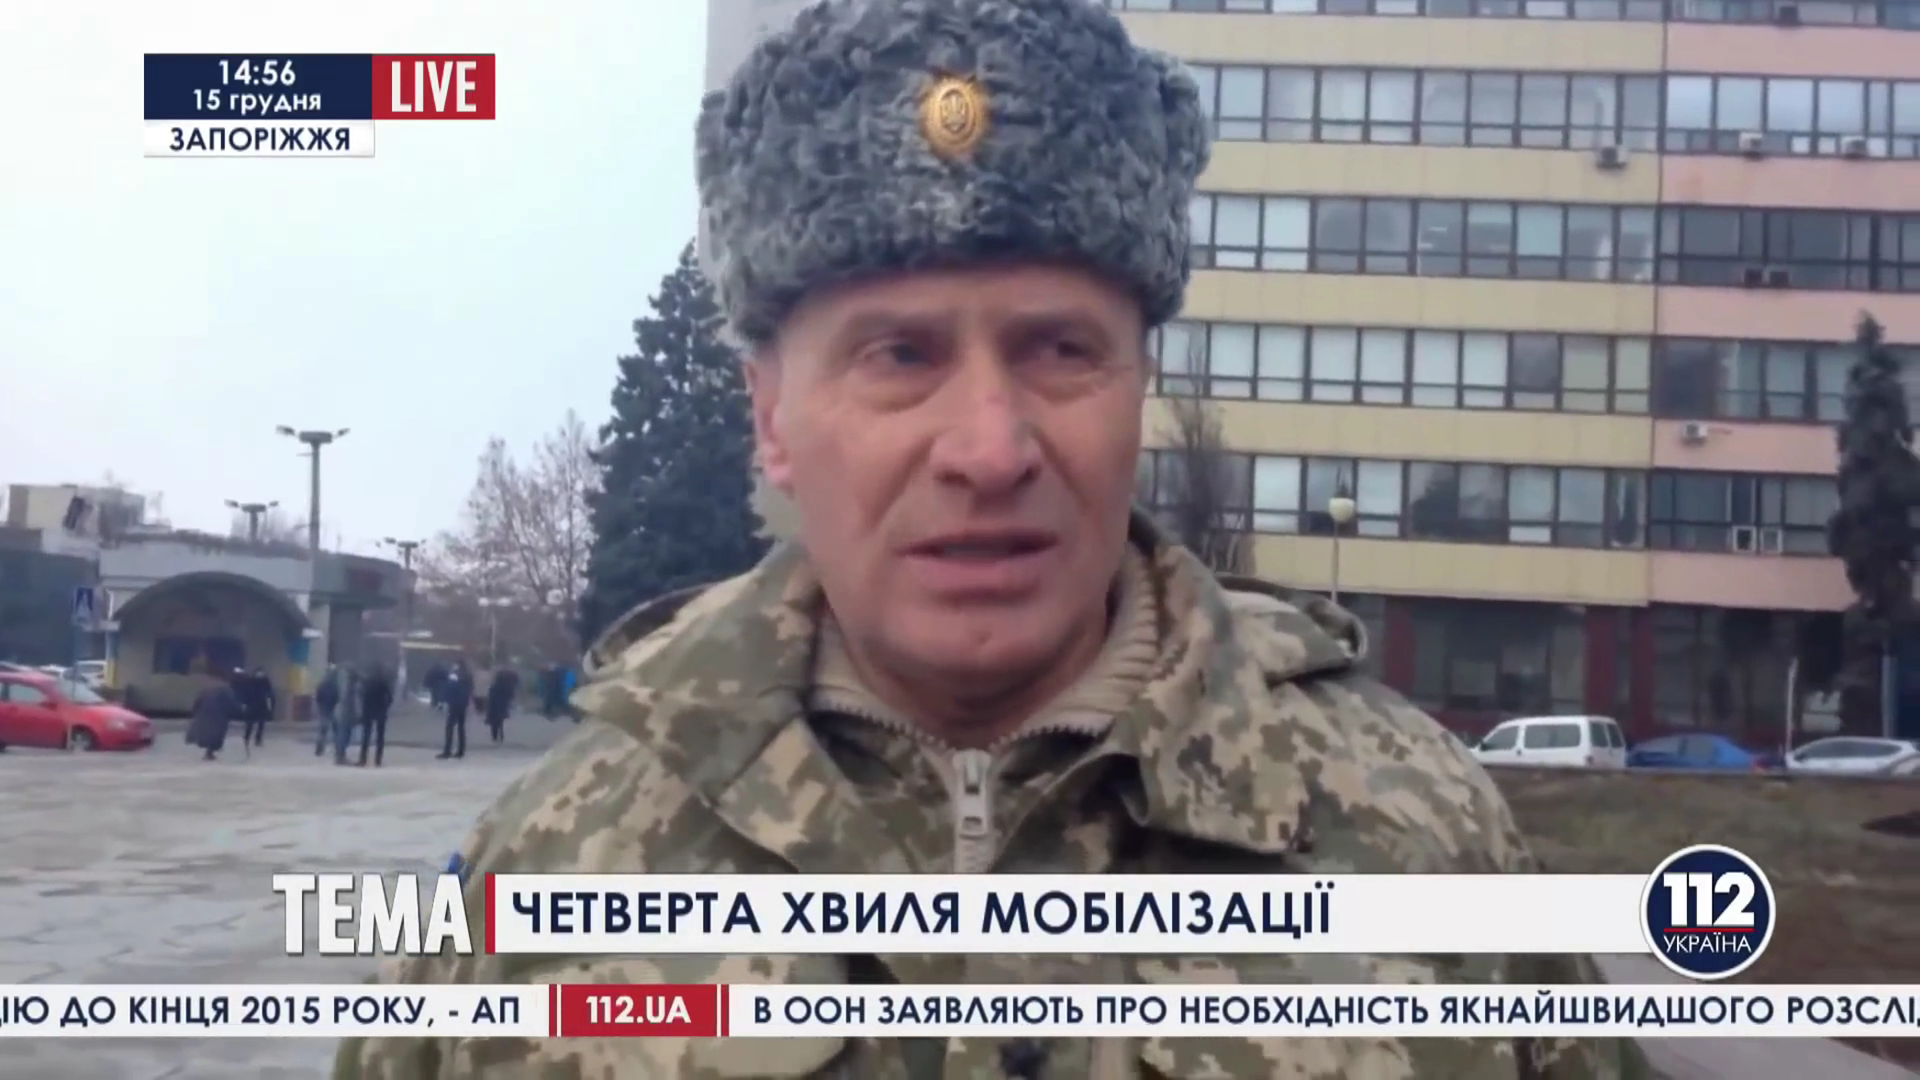 14:56
15 грудня
LIVE
ЗАПОРІЖЖЯ
ТЕМА
ЧЕТВЕРТА ХВИЛЯ МОБІЛІЗАЦІЇ
112
УКРАЇНА
ЦІЮ ДО КІНЦЯ 2015 РОКУ, - АП
112.UA
В ООН ЗАЯВЛЯЮТЬ ПРО НЕОБХІДНІСТЬ ЯКНАЙШВИДШОГО РОЗСЛІД